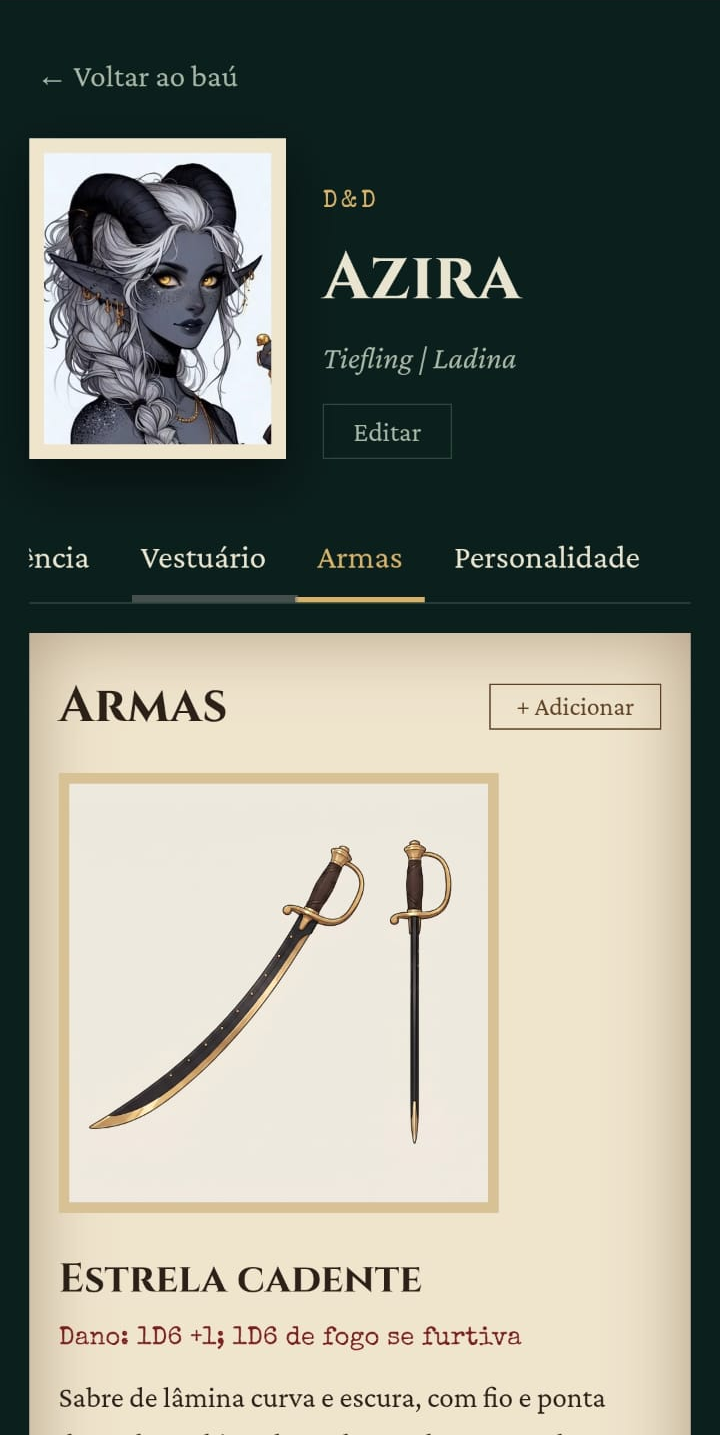 ← Voltar ao baú
D&D
AZIRA
Tiefling | Ladina
Editar
ência Vestuário Armas Personalidade
ARMAS
+ Adicionar
ESTRELA CADENTE
Dano: 1D6 +1; 1D6 de fogo se furtiva
Sabre de lâmina curva e escura, com fio e ponta